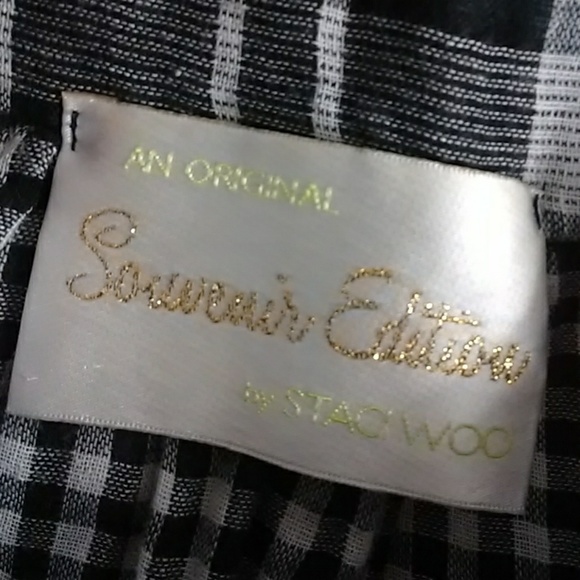 AN ORIGINAL
Souvenir Edition
by STACI WOO